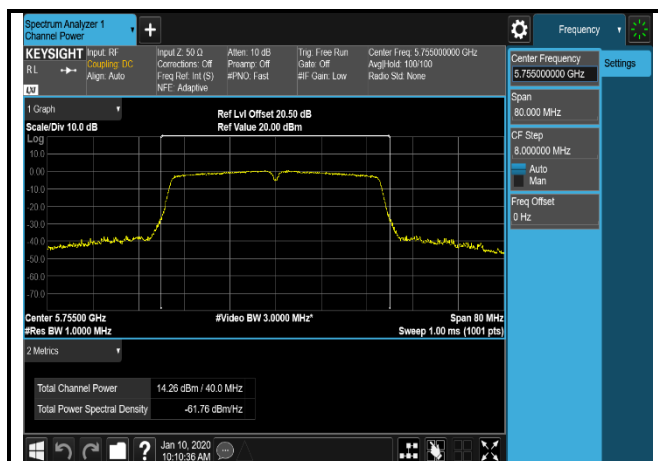 Spectrum Analyzer 1
Channel Power
+
Frequency
KEYSIGHT
RL
LXI
Input: RF
Coupling: DC
Align: Auto
Input Z: 50 Ω
Corrections: Off
Freq Ref: Int (S)
NFE: Adaptive
Atten: 10 dB
Preamp: Off
#PNO: Fast
Trig: Free Run
Gate: Off
#IF Gain: Low
Center Freq: 5.755000000 GHz
Avg|Hold: 100/100
Radio Std: None
Center Frequency
5.755000000 GHz
Settings
Span
80.000 MHz
CF Step
8.000000 MHz
Auto
Man
Freq Offset
0 Hz
1 Graph
Scale/Div 10.0 dB
Ref Lvl Offset 20.50 dB
Ref Value 20.00 dBm
Log
10.0
0.00
-10.0
-20.0
-30.0
-40.0
-50.0
-60.0
-70.0
Center 5.75500 GHz
#Video BW 3.0000 MHz*
Span 80 MHz
#Res BW 1.0000 MHz
Sweep 1.00 ms (1001 pts)
2 Metrics
Total Channel Power 14.26 dBm / 40.0 MHz
Total Power Spectral Density -61.76 dBm/Hz
?
Jan 10, 2020
10:10:36 AM